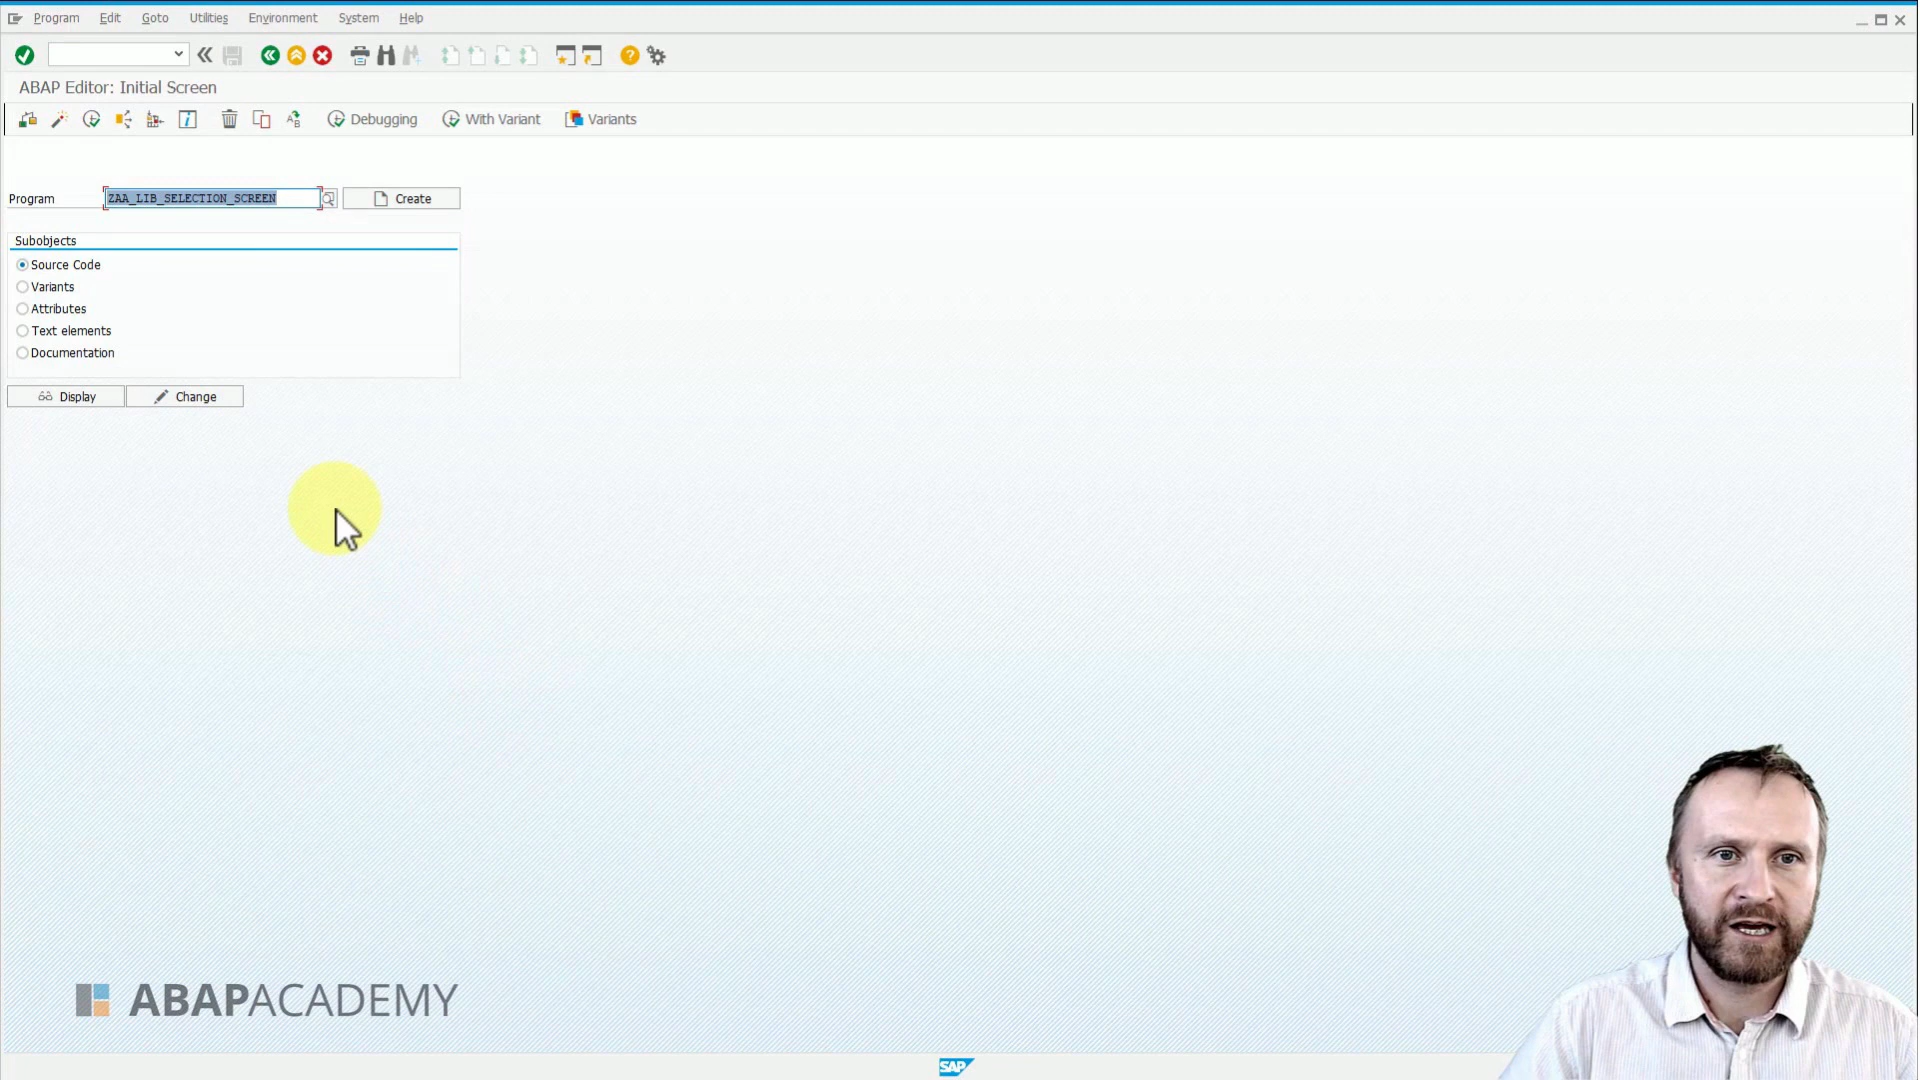 Program Edit Goto Utilities Environment System Help
ABAP Editor: Initial Screen
Debugging With Variant Variants
Program ZAA_LIB_SELECTION_SCREEN Create
Subobjects
Source Code
Variants
Attributes
Text elements
Documentation
Display Change
ABAPACADEMY
SAP